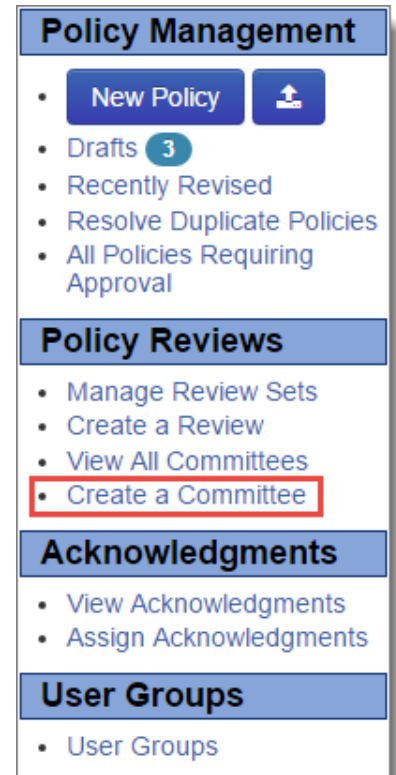 Policy Management
New Policy
Drafts 3
Recently Revised
Resolve Duplicate Policies
All Policies Requiring
Approval
Policy Reviews
Manage Review Sets
Create a Review
View All Committees
Create a Committee
Acknowledgments
View Acknowledgments
Assign Acknowledgments
User Groups
User Groups